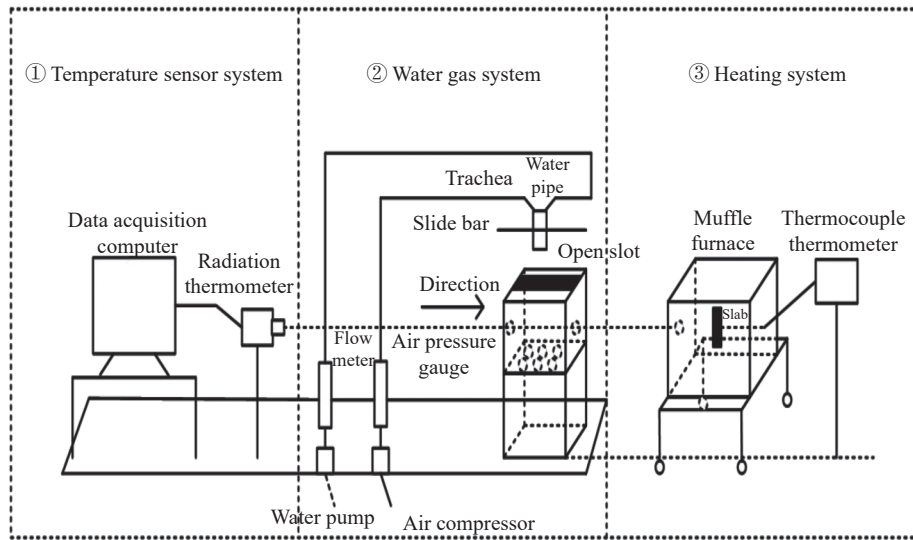 ① Temperature sensor system
② Water gas system
③ Heating system
Data acquisition
computer
Radiation
thermometer
Trachea
Water
pipe
Slide bar
Open slot
Direction
Flow
meter
Air pressure
gauge
Water pump
Air compressor
Muffle
furnace
Slab
Thermocouple
thermometer